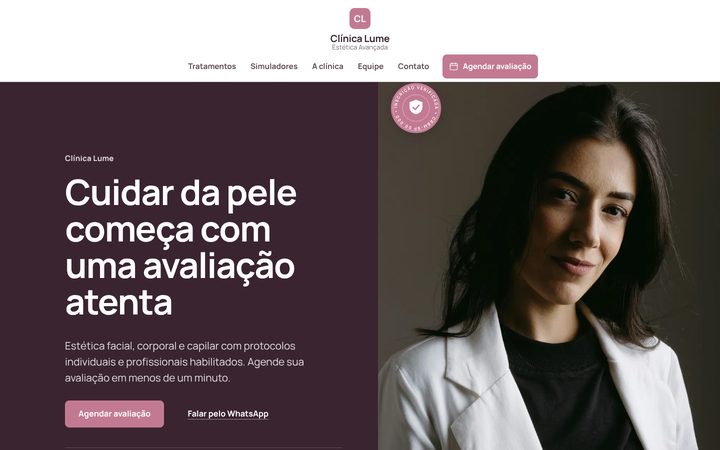 CL
Clínica Lume
Estética Avançada
Tratamentos
Simuladores
A clínica
Equipe
Contato
Agendar avaliação
INSCRIÇÃO VERIFICADA
Clínica Lume
Cuidar da pele
começa com
uma avaliação
atenta
Estética facial, corporal e capilar com protocolos
individuais e profissionais habilitados. Agende sua
avaliação em menos de um minuto.
Agendar avaliação
Falar pelo WhatsApp